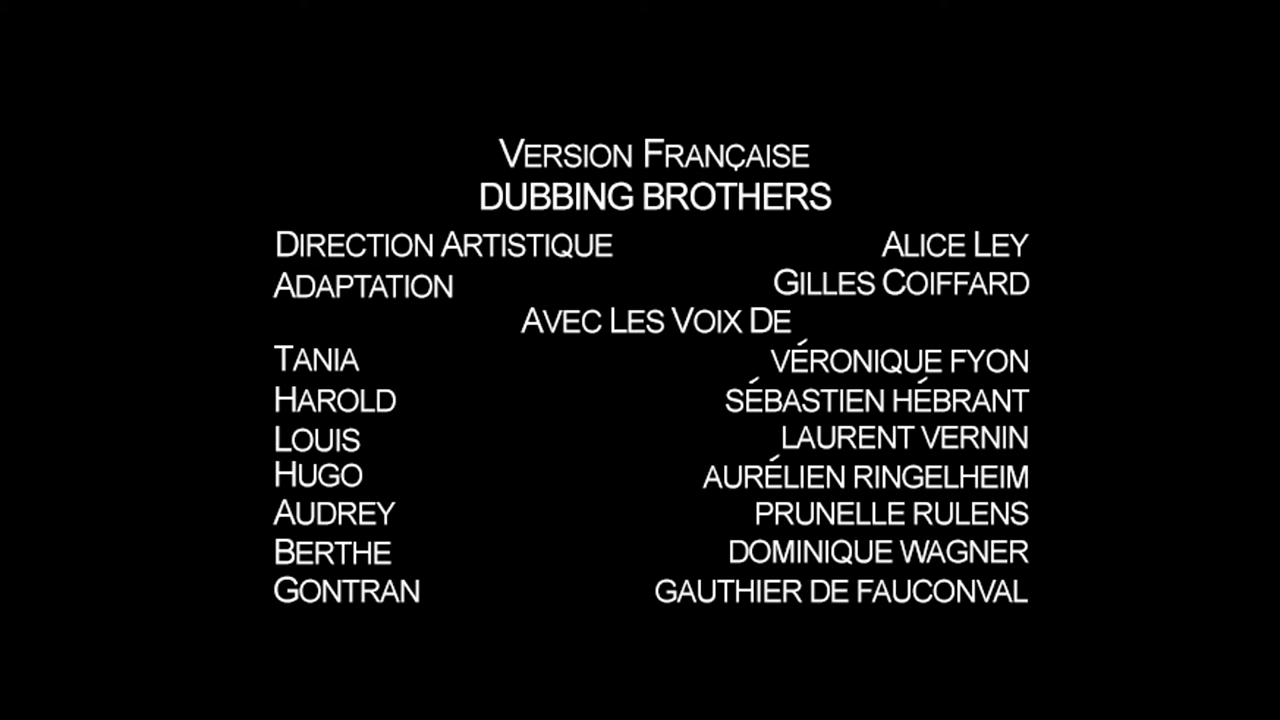 VERSION FRANÇAISE
DUBBING BROTHERS
DIRECTION ARTISTIQUE ALICE LEY
ADAPTATION GILLES COIFFARD
AVEC LES VOIX DE
TANIA VÉRONIQUE FYON
HAROLD SÉBASTIEN HÉBRANT
LOUIS LAURENT VERNIN
HUGO AURÉLIEN RINGELHEIM
AUDREY PRUNELLE RULENS
BERTHE DOMINIQUE WAGNER
GONTRAN GAUTHIER DE FAUCONVAL